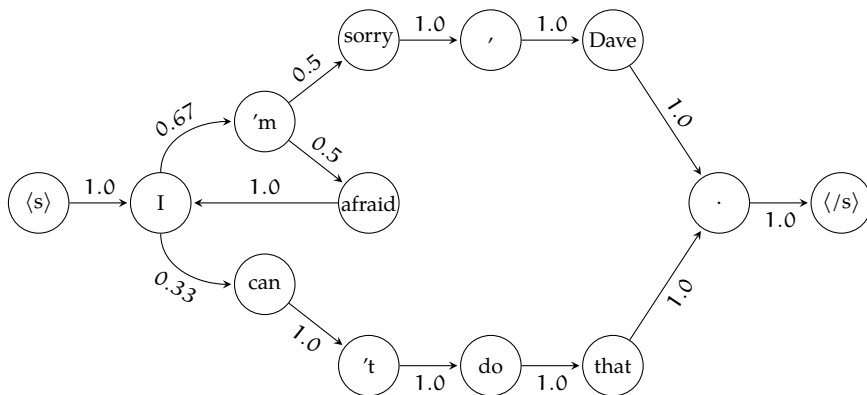 sorry 1.0 , 1.0 Dave
0.5
0.67 'm 1.0
0.5
⟨s⟩ 1.0 I 1.0 afraid . 1.0 ⟨/s⟩
0.33 can 1.0
1.0
't 1.0 do 1.0 that